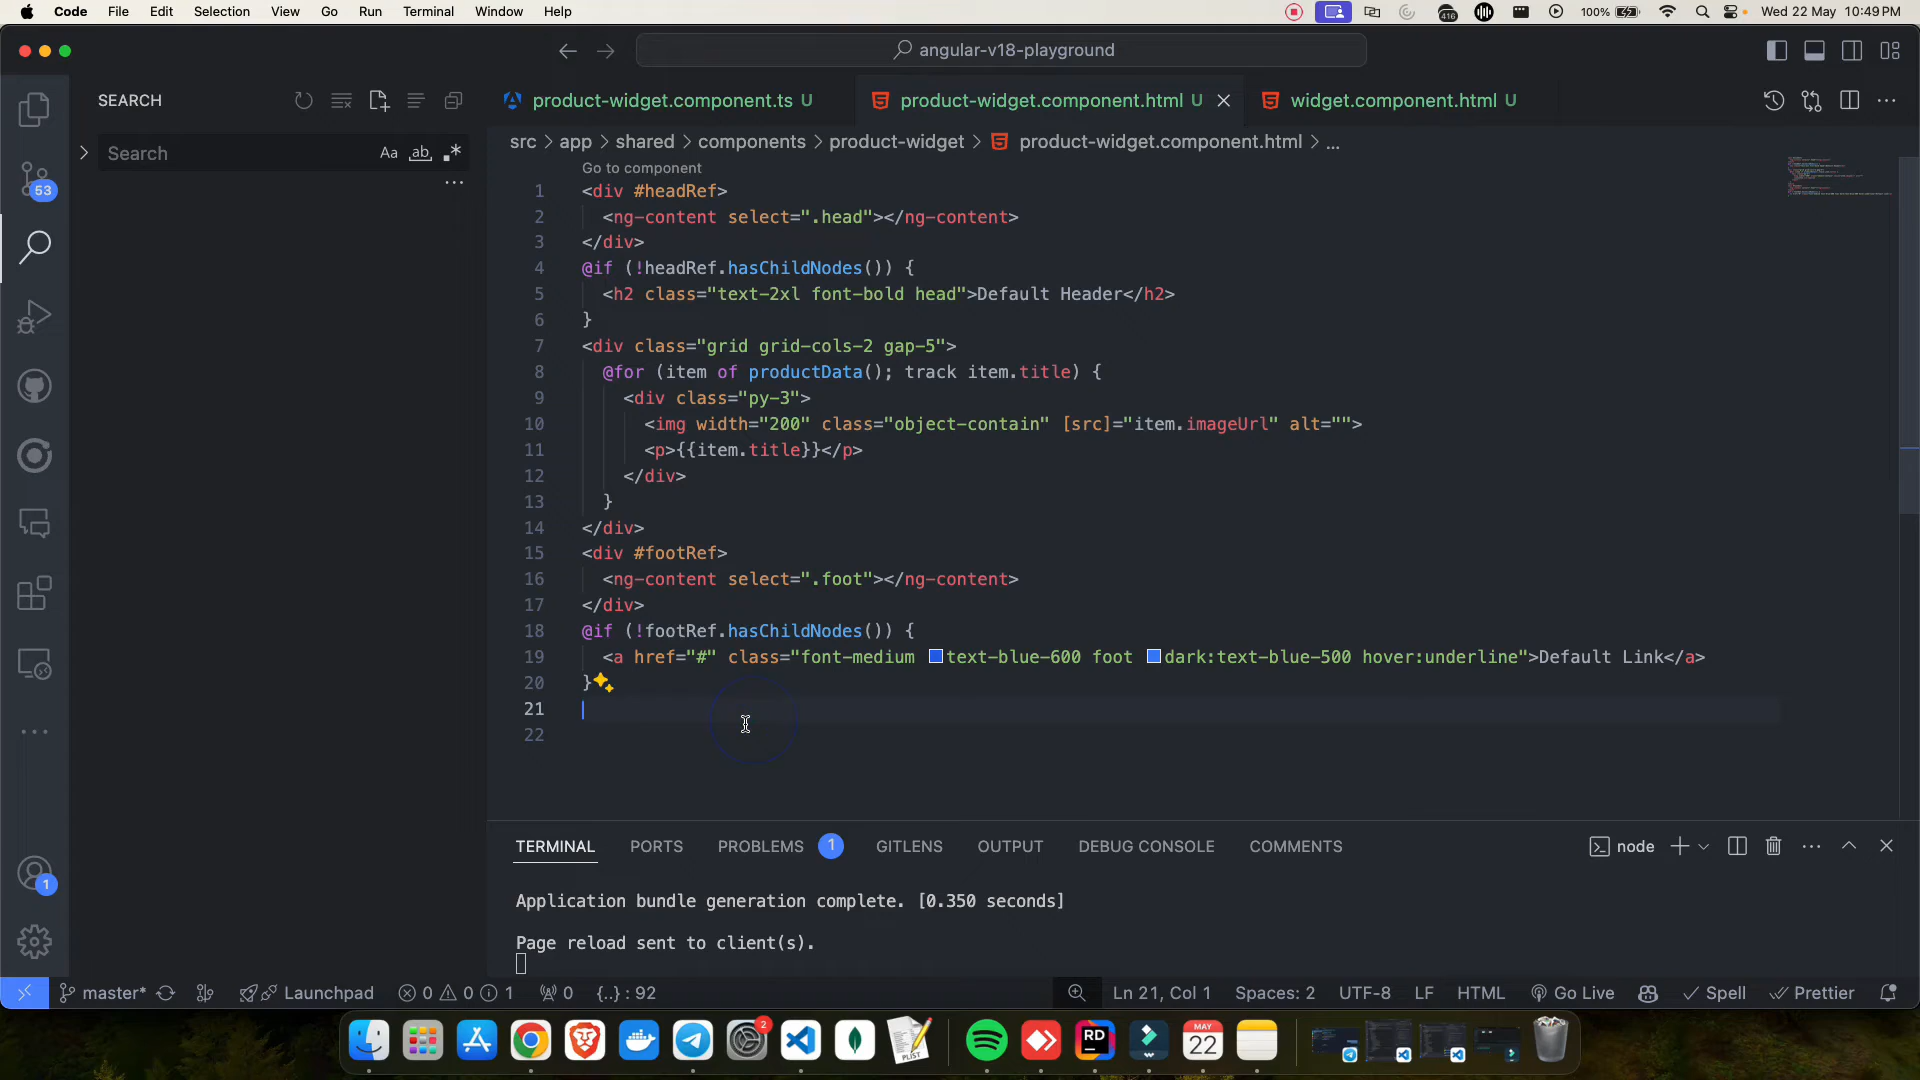 Code File Edit Selection View Go Run Terminal Window Help 416 100% Wed 22 May 10:49 PM
angular-v18-playground
SEARCH
Search
Aa ab
53
1
product-widget.component.ts U product-widget.component.html U widget.component.html U
src > app > shared > components > product-widget > product-widget.component.html > ...
Go to component
1 <div #headRef>
2 <ng-content select=".head"></ng-content>
3 </div>
4 @if (!headRef.hasChildNodes()) {
5 <h2 class="text-2xl font-bold head">Default Header</h2>
6 }
7 <div class="grid grid-cols-2 gap-5">
8 @for (item of productData(); track item.title) {
9 <div class="py-3">
10 <img width="200" class="object-contain" [src]="item.imageUrl" alt="">
11 <p>{{item.title}}</p>
12 </div>
13 }
14 </div>
15 <div #footRef>
16 <ng-content select=".foot"></ng-content>
17 </div>
18 @if (!footRef.hasChildNodes()) {
19 <a href="#" class="font-medium text-blue-600 foot dark:text-blue-500 hover:underline">Default Link</a>
20 }
21
22
TERMINAL PORTS PROBLEMS 1 GITLENS OUTPUT DEBUG CONSOLE COMMENTS node
Application bundle generation complete. [0.350 seconds]
Page reload sent to client(s).
master* Launchpad 0 0 1 0 {..} : 92 Ln 21, Col 1 Spaces: 2 UTF-8 LF HTML Go Live Spell Prettier
2
PLIST
RD
MAY
22